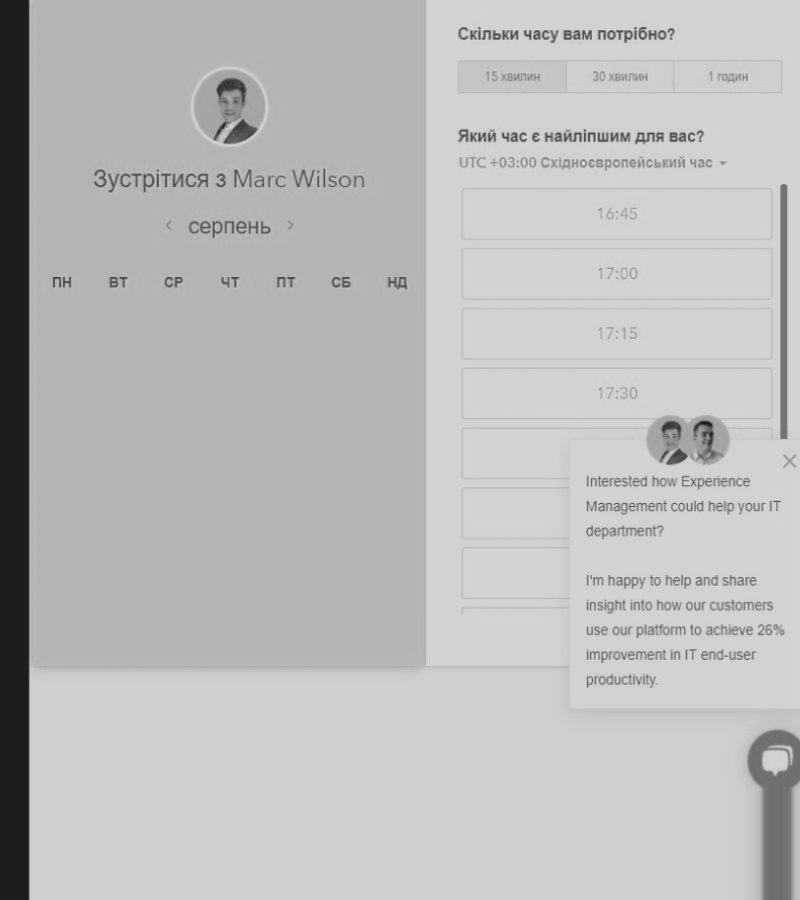 Зустрітися з Marc Wilson
серпень
ПН ВТ СР ЧТ ПТ СБ НД
Скільки часу вам потрібно?
15 хвилин 30 хвилин 1 годин
Який час є найліпшим для вас?
UTC +03:00 Східноєвропейський час
16:45
17:00
17:15
17:30
Interested how Experience
Management could help your IT
department?
I'm happy to help and share
insight into how our customers
use our platform to achieve 26%
improvement in IT end-user
productivity.